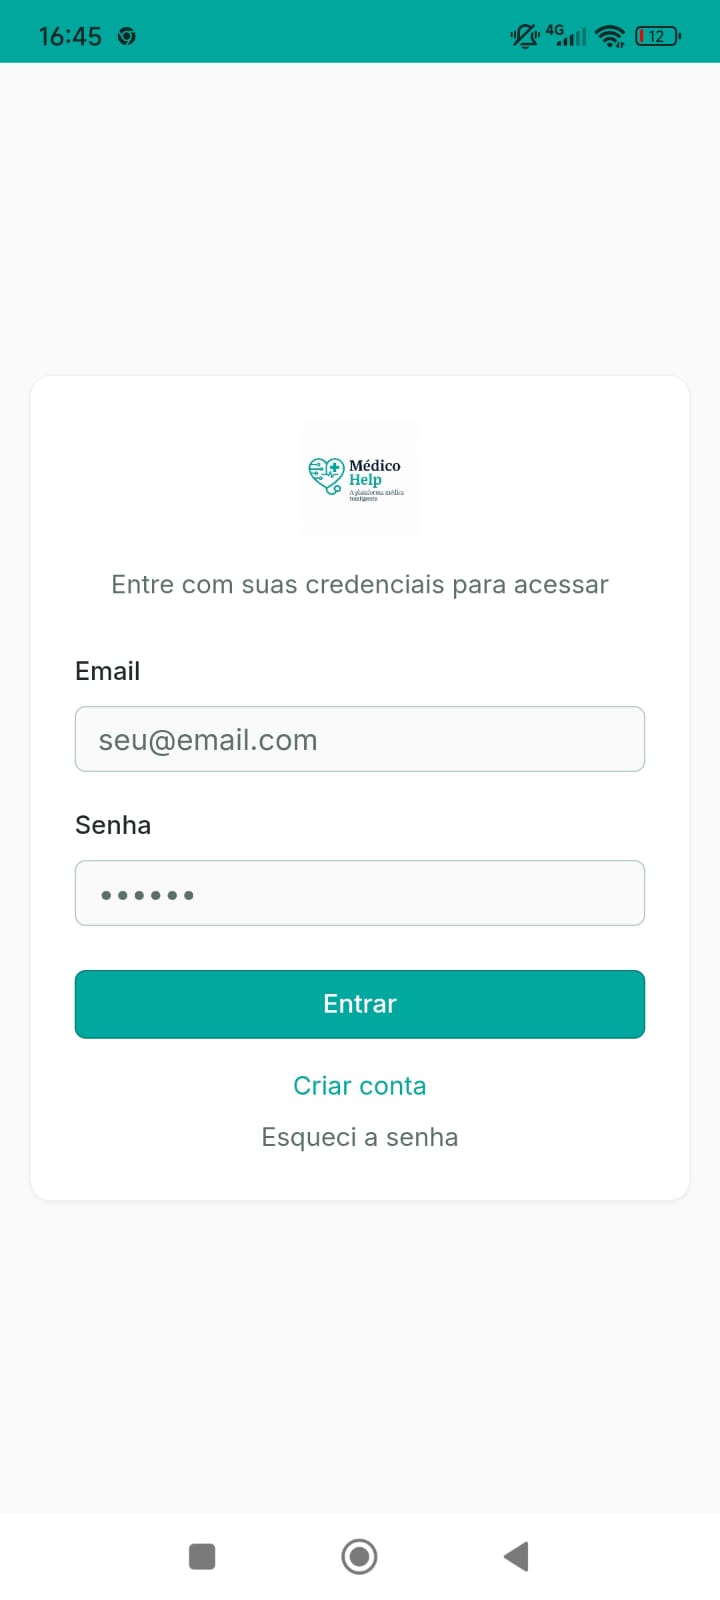 16:45
4G
12
Médico
Help
A plataforma médica
Inteligente
Entre com suas credenciais para acessar
Email
seu@email.com
Senha
••••••
Entrar
Criar conta
Esqueci a senha